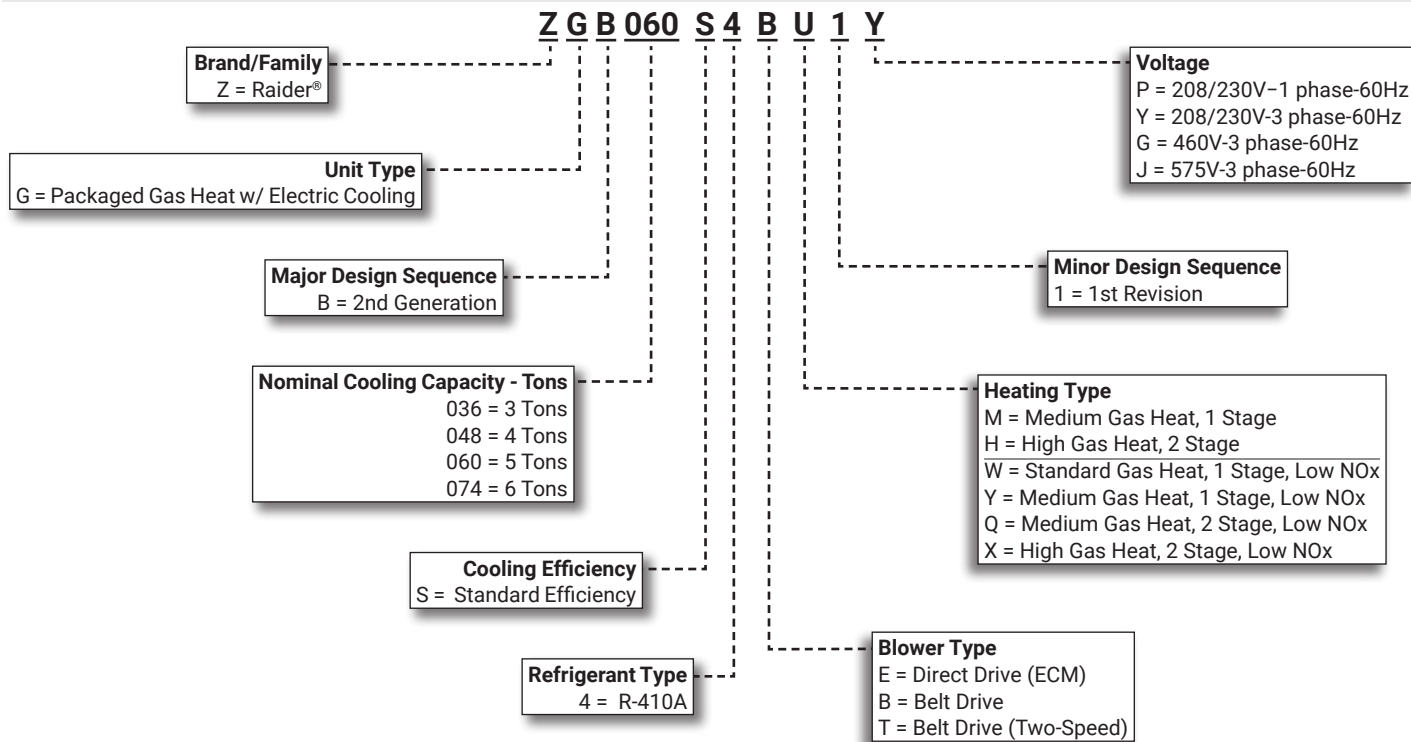 Z G B 060 S 4 B U 1 Y
Brand/Family
Z = Raider®
Voltage
P = 208/230V–1 phase-60Hz
Y = 208/230V-3 phase-60Hz
G = 460V-3 phase-60Hz
J = 575V-3 phase-60Hz
Unit Type
G = Packaged Gas Heat w/ Electric Cooling
Major Design Sequence
B = 2nd Generation
Minor Design Sequence
1 = 1st Revision
Nominal Cooling Capacity - Tons
036 = 3 Tons
048 = 4 Tons
060 = 5 Tons
074 = 6 Tons
Heating Type
M = Medium Gas Heat, 1 Stage
H = High Gas Heat, 2 Stage
W = Standard Gas Heat, 1 Stage, Low NOx
Y = Medium Gas Heat, 1 Stage, Low NOx
Q = Medium Gas Heat, 2 Stage, Low NOx
X = High Gas Heat, 2 Stage, Low NOx
Cooling Efficiency
S = Standard Efficiency
Refrigerant Type
4 = R-410A
Blower Type
E = Direct Drive (ECM)
B = Belt Drive
T = Belt Drive (Two-Speed)